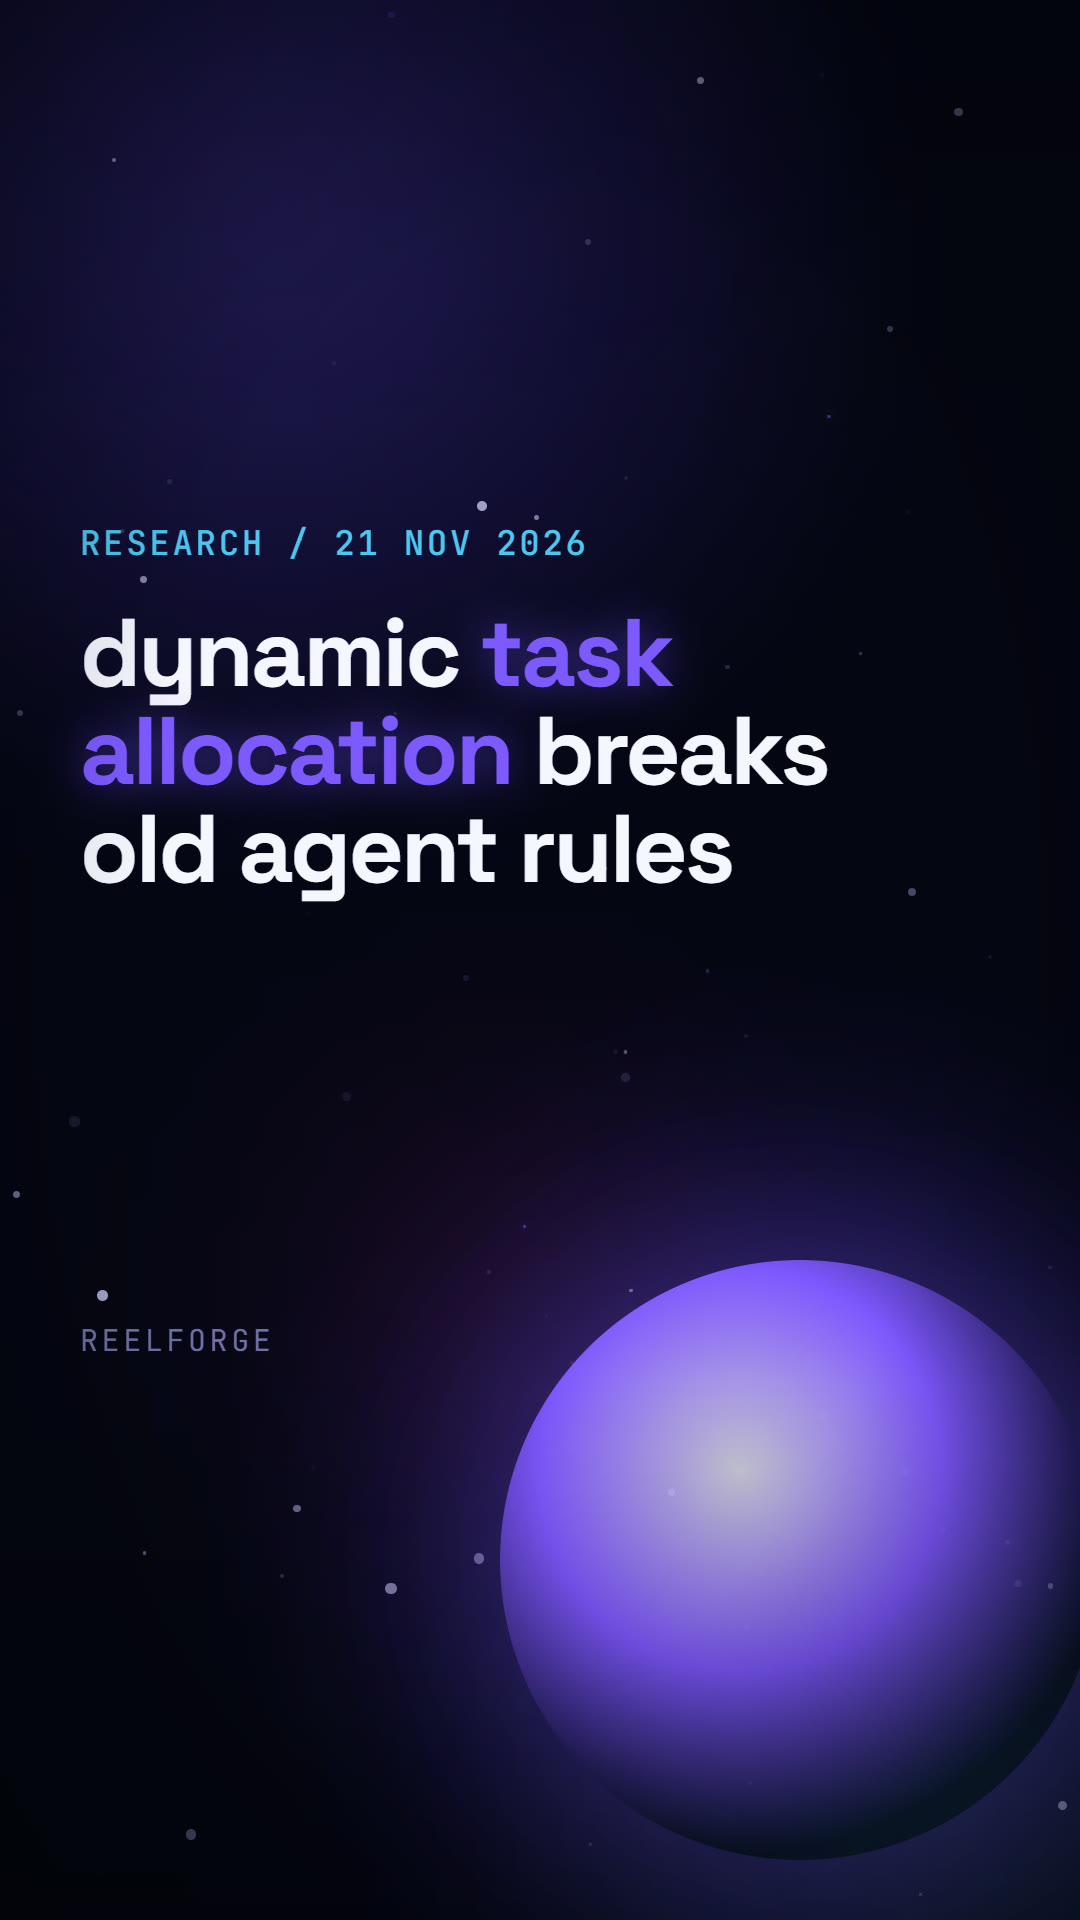 RESEARCH / 21 NOV 2026
dynamic task
allocation breaks
old agent rules
REELFORGE